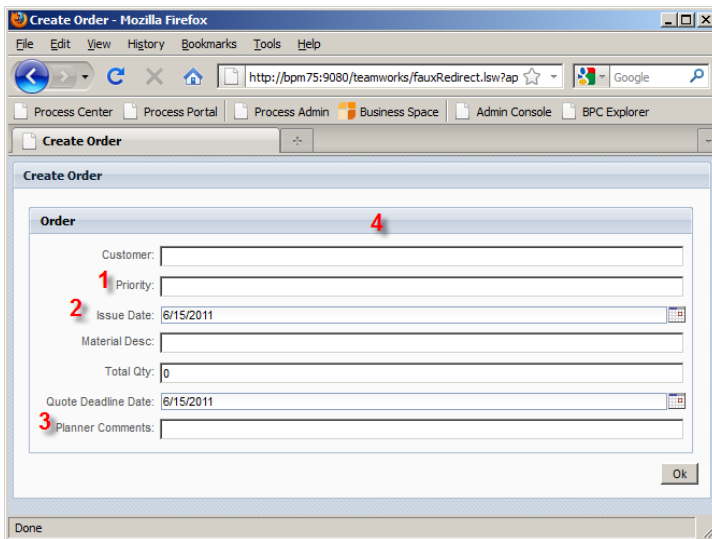 Create Order - Mozilla Firefox
File Edit View History Bookmarks Tools Help
http://bpm75:9080/teamworks/fauxRedirect.lsw?ap Google
Process Center Process Portal Process Admin Business Space Admin Console BPC Explorer
Create Order
Create Order
Order 4
Customer:
1 Priority:
2 Issue Date: 6/15/2011
Material Desc:
Total Qty: 0
Quote Deadline Date: 6/15/2011
3 Planner Comments:
Ok
Done